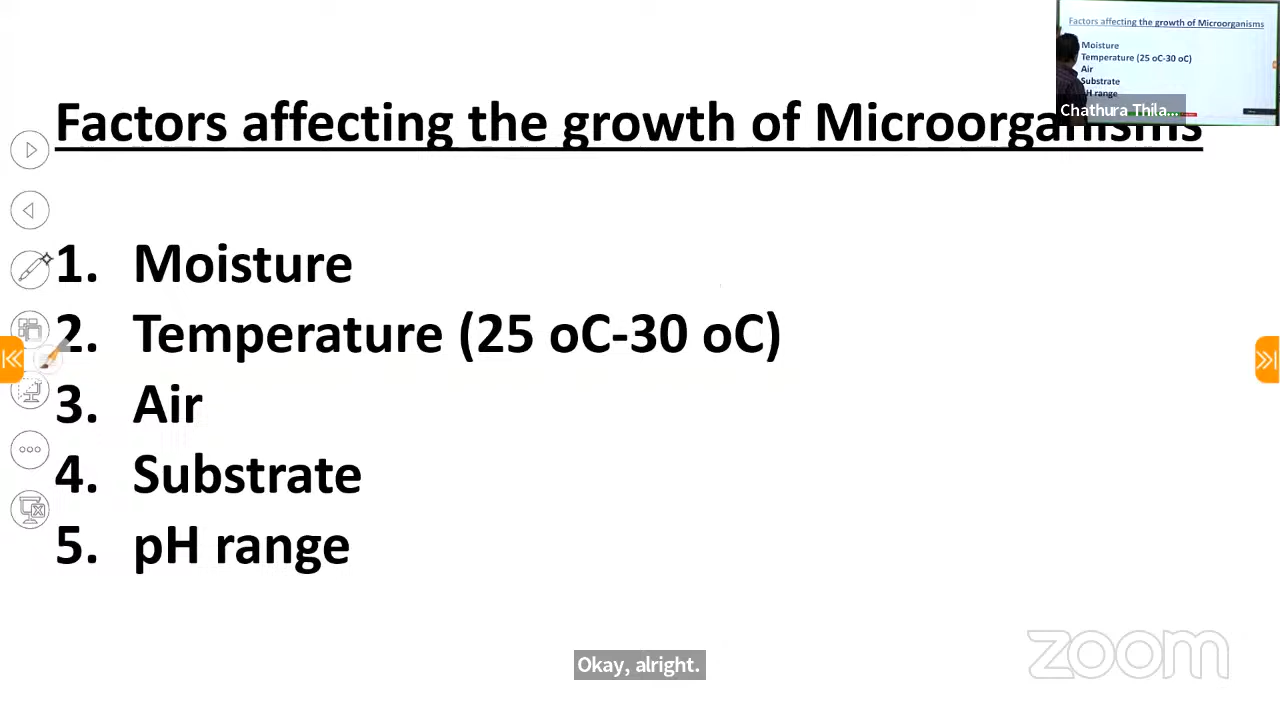 Factors affecting the growth of Microorganisms
1. Moisture
2. Temperature (25 oC-30 oC)
3. Air
4. Substrate
5. pH range
Factors affecting the growth of Microorganisms
Moisture
Temperature (25 oC-30 oC)
Air
Substrate
pH range
Chathura Thila...
Okay, alright.
zoom